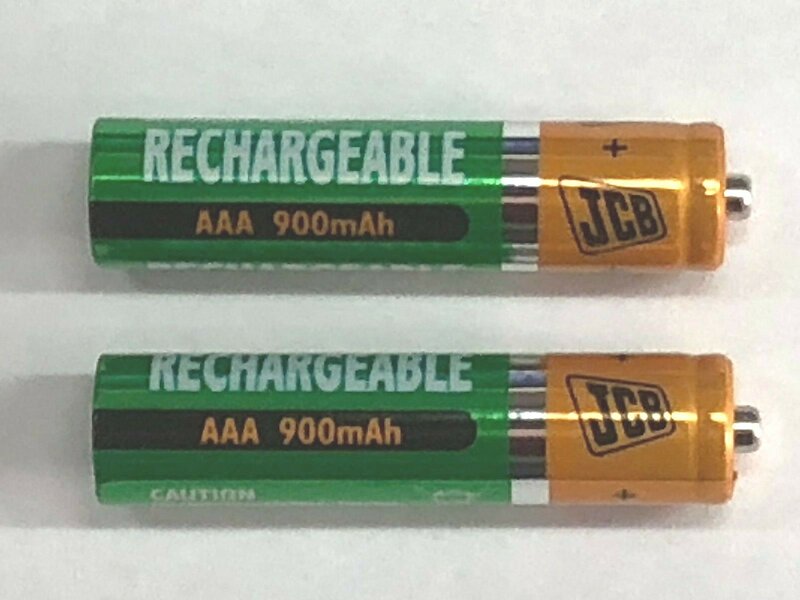 RECHARGEABLE
AAA 900mAh
+
JCB
RECHARGEABLE
AAA 900mAh
JCB
CAUTION
+